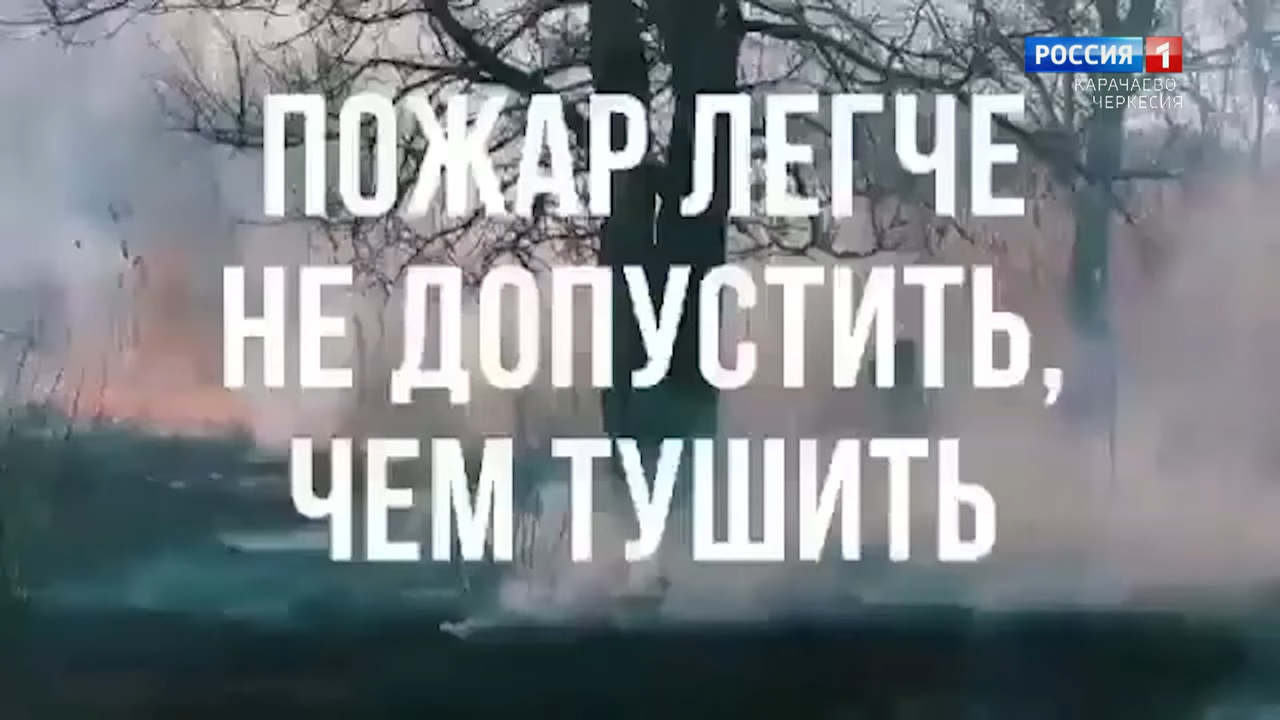 РОССИЯ 1
КАРАЧАЕВО
ЧЕРКЕСИЯ
ПОЖАР ЛЕГЧЕ
НЕ ДОПУСТИТЬ,
ЧЕМ ТУШИТЬ